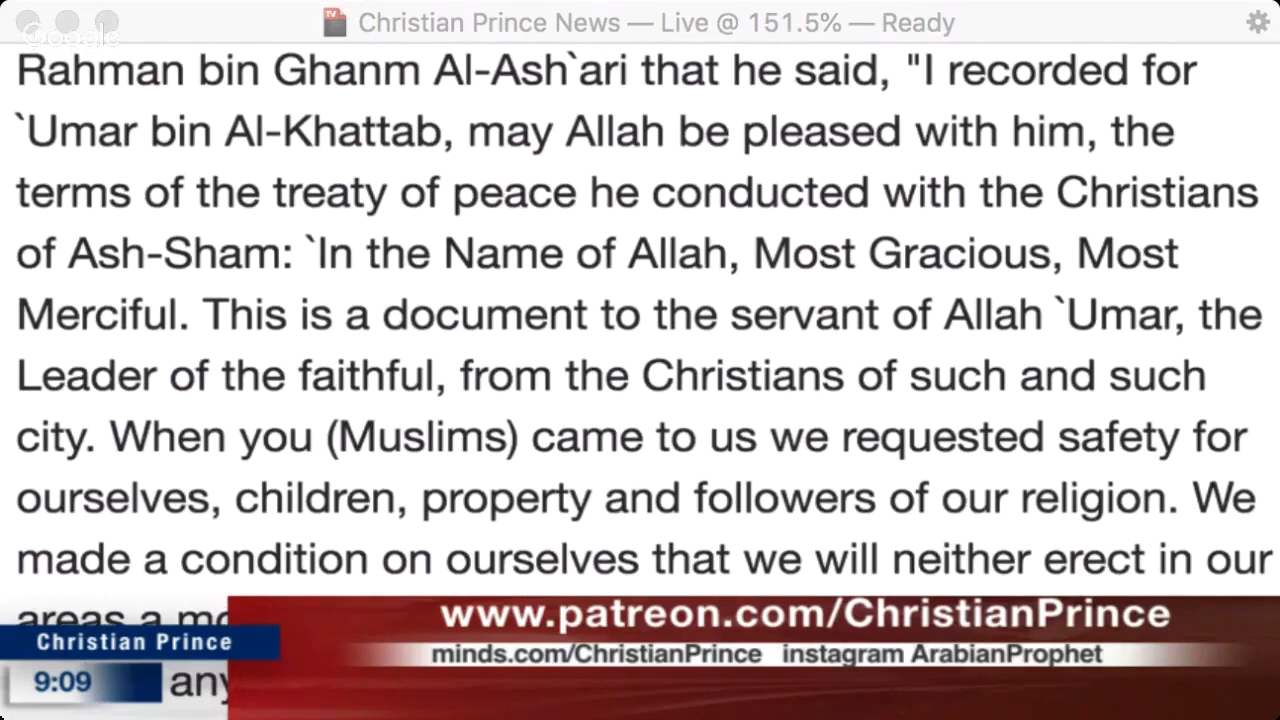 Christian Prince News — Live @ 151.5% — Ready
Google
TV
Rahman bin Ghanm Al-Ash`ari that he said, "I recorded for
`Umar bin Al-Khattab, may Allah be pleased with him, the
terms of the treaty of peace he conducted with the Christians
of Ash-Sham: `In the Name of Allah, Most Gracious, Most
Merciful. This is a document to the servant of Allah `Umar, the
Leader of the faithful, from the Christians of such and such
city. When you (Muslims) came to us we requested safety for
ourselves, children, property and followers of our religion. We
made a condition on ourselves that we will neither erect in our
areas a
www.patreon.com/ChristianPrince
Christian Prince
minds.com/ChristianPrince instagram ArabianProphet
9:09